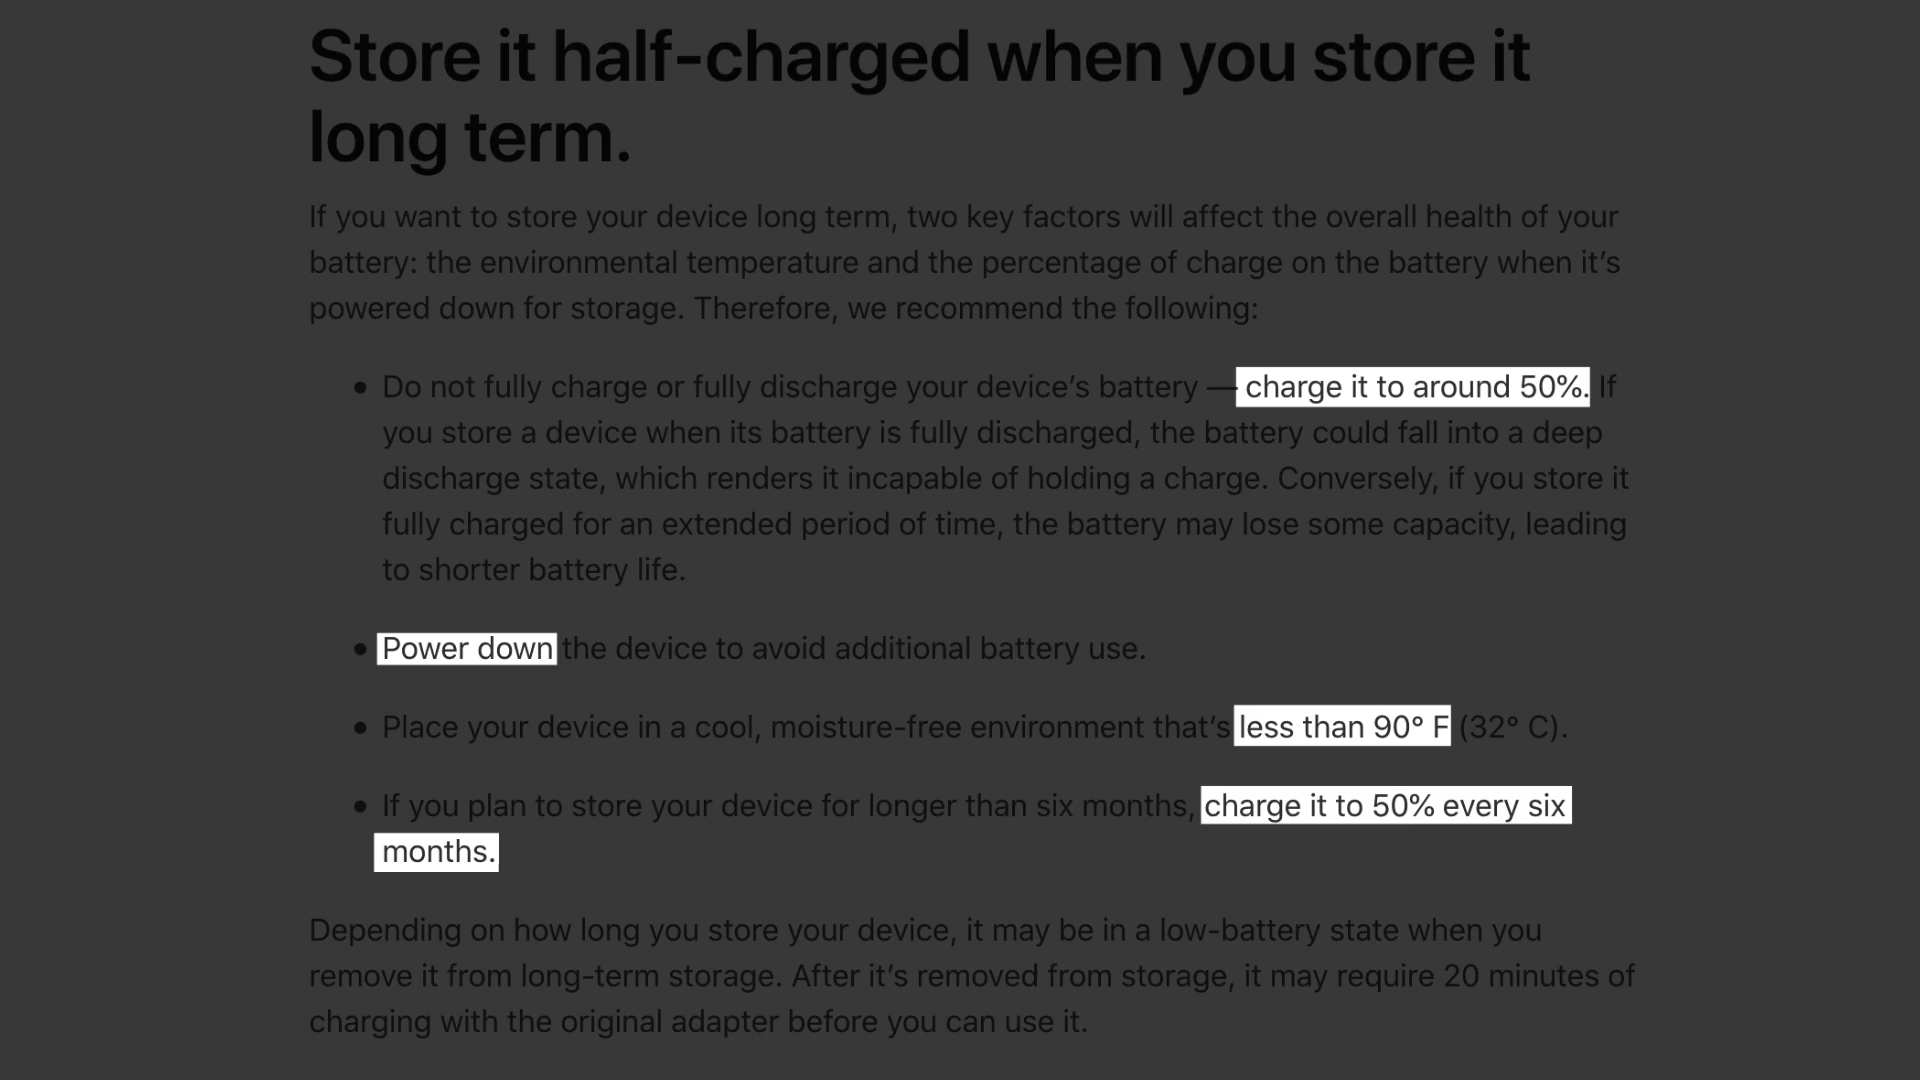 Store it half-charged when you store it
long term.
If you want to store your device long term, two key factors will affect the overall health of your
battery: the environmental temperature and the percentage of charge on the battery when it’s
powered down for storage. Therefore, we recommend the following:
• Do not fully charge or fully discharge your device’s battery — charge it to around 50%. If
you store a device when its battery is fully discharged, the battery could fall into a deep
discharge state, which renders it incapable of holding a charge. Conversely, if you store it
fully charged for an extended period of time, the battery may lose some capacity, leading
to shorter battery life.
• Power down the device to avoid additional battery use.
• Place your device in a cool, moisture-free environment that’s less than 90° F (32° C).
• If you plan to store your device for longer than six months, charge it to 50% every six
months.
Depending on how long you store your device, it may be in a low-battery state when you
remove it from long-term storage. After it’s removed from storage, it may require 20 minutes of
charging with the original adapter before you can use it.